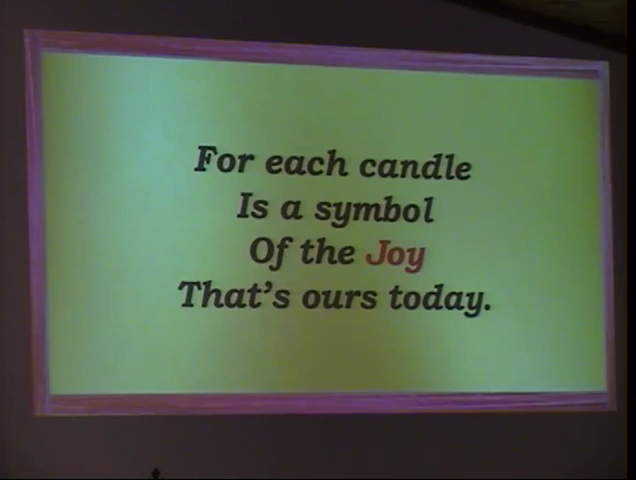 For each candle
Is a symbol
Of the Joy
That's ours today.